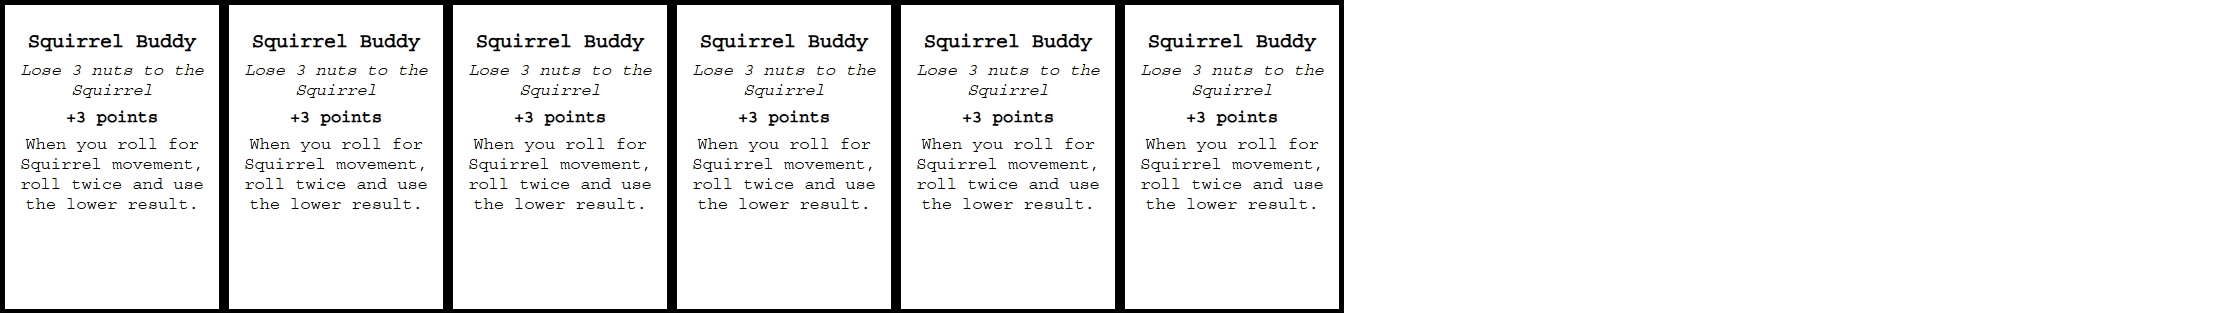 Squirrel Buddy
Lose 3 nuts to the
Squirrel
+3 points
When you roll for
Squirrel movement,
roll twice and use
the lower result.
Squirrel Buddy
Lose 3 nuts to the
Squirrel
+3 points
When you roll for
Squirrel movement,
roll twice and use
the lower result.
Squirrel Buddy
Lose 3 nuts to the
Squirrel
+3 points
When you roll for
Squirrel movement,
roll twice and use
the lower result.
Squirrel Buddy
Lose 3 nuts to the
Squirrel
+3 points
When you roll for
Squirrel movement,
roll twice and use
the lower result.
Squirrel Buddy
Lose 3 nuts to the
Squirrel
+3 points
When you roll for
Squirrel movement,
roll twice and use
the lower result.
Squirrel Buddy
Lose 3 nuts to the
Squirrel
+3 points
When you roll for
Squirrel movement,
roll twice and use
the lower result.